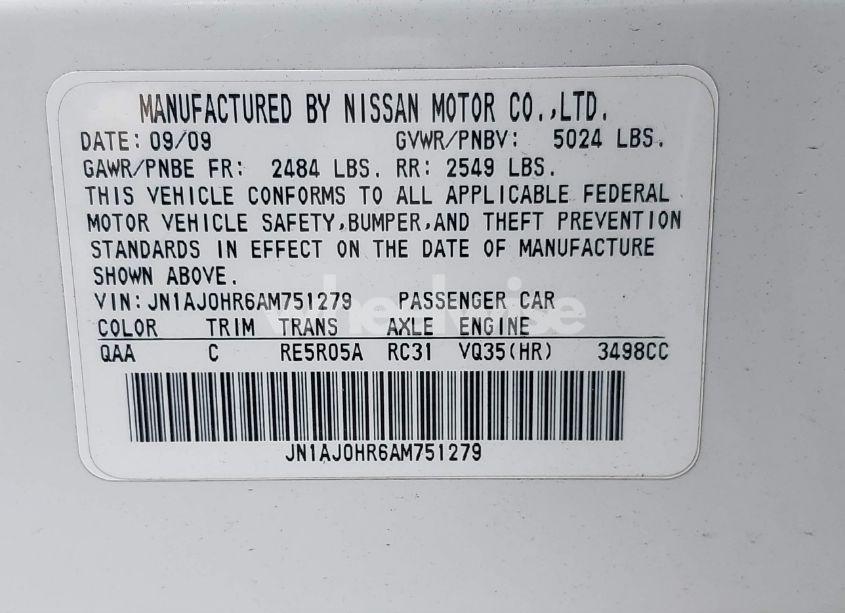 MANUFACTURED BY NISSAN MOTOR CO.,LTD.
DATE: 09/09 GVWR/PNBV: 5024 LBS.
GAWR/PNBE FR: 2484 LBS. RR: 2549 LBS.
THIS VEHICLE CONFORMS TO ALL APPLICABLE FEDERAL
MOTOR VEHICLE SAFETY,BUMPER,AND THEFT PREVENTION
STANDARDS IN EFFECT ON THE DATE OF MANUFACTURE
SHOWN ABOVE.
VIN: JN1AJ0HR6AM751279 PASSENGER CAR
COLOR TRIM TRANS AXLE ENGINE
QAA C RE5R05A RC31 VQ35(HR) 3498CC
JN1AJ0HR6AM751279